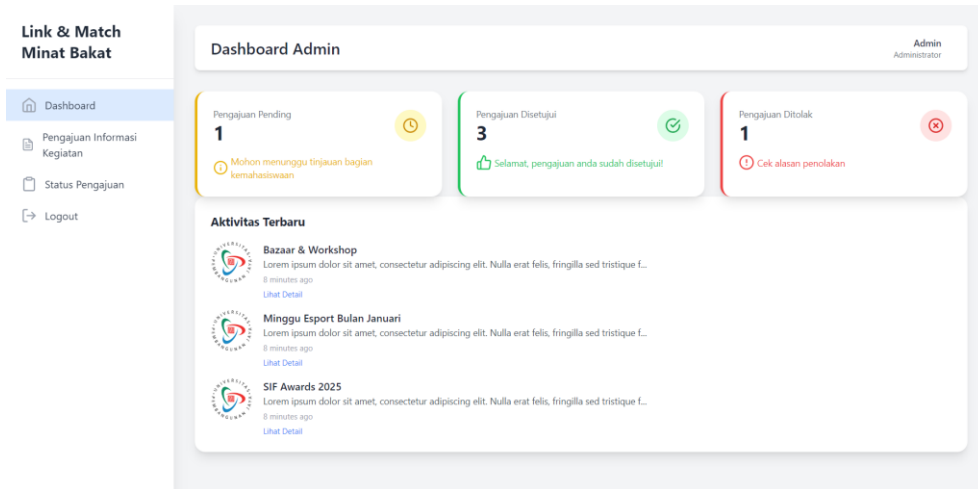 Link & Match
Minat Bakat
Dashboard
Pengajuan Informasi
Kegiatan
Status Pengajuan
Logout
Dashboard Admin
Admin
Administrator
Pengajuan Pending
1
Mohon menunggu tinjauan bagian
kemahasiswaan
Pengajuan Disetujui
3
Selamat, pengajuan anda sudah disetujui!
Pengajuan Ditolak
1
Cek alasan penolakan
Aktivitas Terbaru
Bazaar & Workshop
Lorem ipsum dolor sit amet, consectetur adipiscing elit. Nulla erat felis, fringilla sed tristique f...
8 minutes ago
Lihat Detail
Minggu Esport Bulan Januari
Lorem ipsum dolor sit amet, consectetur adipiscing elit. Nulla erat felis, fringilla sed tristique f...
8 minutes ago
Lihat Detail
SIF Awards 2025
Lorem ipsum dolor sit amet, consectetur adipiscing elit. Nulla erat felis, fringilla sed tristique f...
8 minutes ago
Lihat Detail